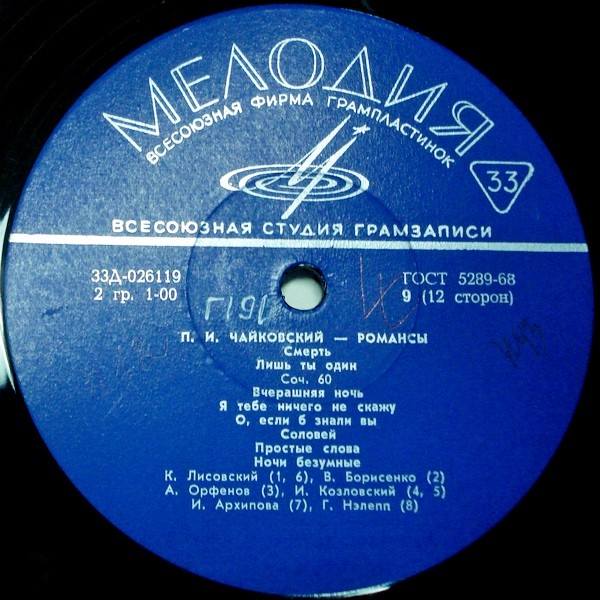 МЕЛОДИЯ
ВСЕСОЮЗНАЯ ФИРМА ГРАМПЛАСТИНОК
33
ВСЕСОЮЗНАЯ СТУДИЯ ГРАМЗАПИСИ
33Д-026119
ГОСТ 5289-68
2 гр. 1-00
9 (12 сторон)
П. И. ЧАЙКОВСКИЙ — РОМАНСЫ
Смерть
Лишь ты один
Соч. 60
Вчерашняя ночь
Я тебе ничего не скажу
О, если б знали вы
Соловей
Простые слова
Ночи безумные
К. Лисовский (1, 6), В. Борисенко (2)
А. Орфенов (3), И. Козловский (4, 5)
И. Архипова (7), Г. Нэлепп (8)